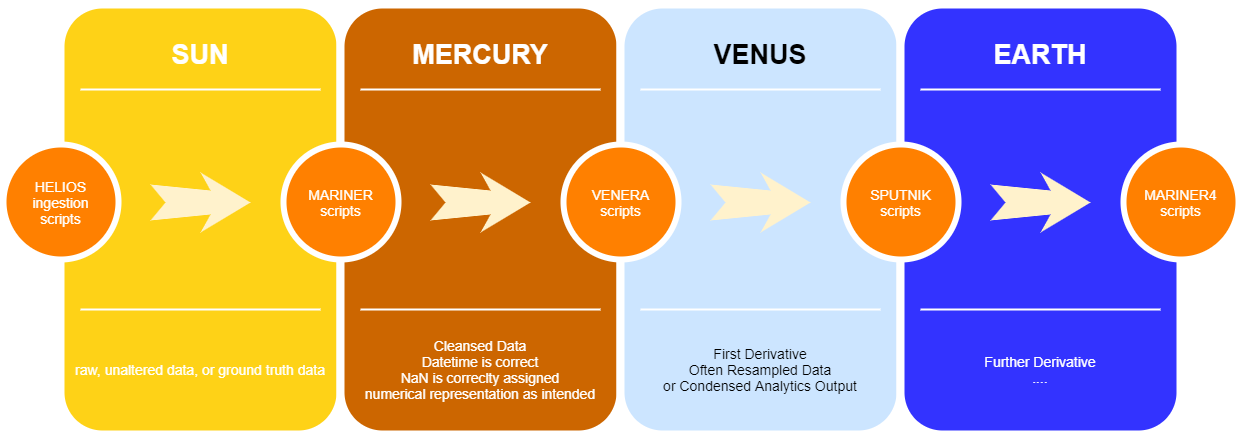 SUN
MERCURY
VENUS
EARTH
HELIOS
ingestion
scripts
MARINER
scripts
VENERA
scripts
SPUTNIK
scripts
MARINER4
scripts
raw, unaltered data, or ground truth data
Cleansed Data
Datetime is correct
NaN is correclty assigned
numerical representation as intended
First Derivative
Often Resampled Data
or Condensed Analytics Output
Further Derivative
....